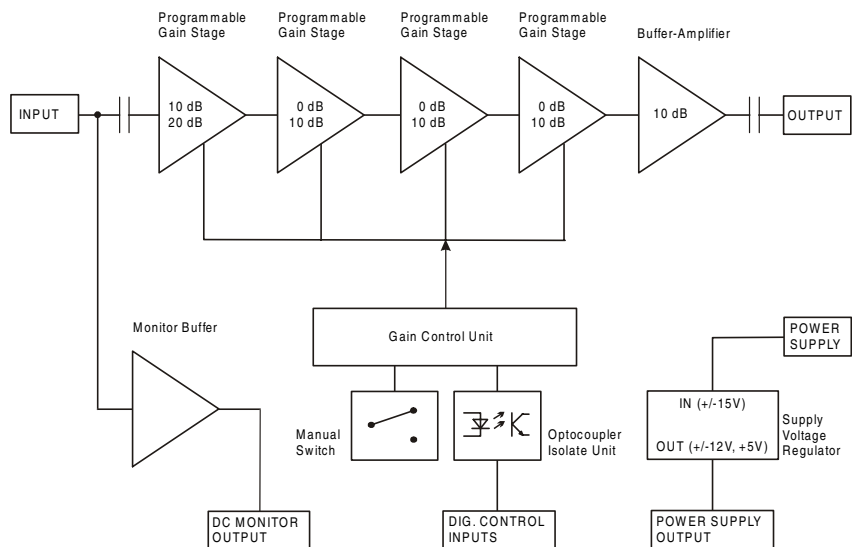 Programmable
Gain Stage
Programmable
Gain Stage
Programmable
Gain Stage
Programmable
Gain Stage
Buffer-Amplifier
INPUT
10 dB
20 dB
0 dB
10 dB
0 dB
10 dB
0 dB
10 dB
10 dB
OUTPUT
Monitor Buffer
Gain Control Unit
POWER
SUPPLY
Manual
Switch
Optocoupler
Isolate Unit
IN (+/-15V)
OUT (+/-12V, +5V)
Supply
Voltage
Regulator
DC MONITOR
OUTPUT
DIG. CONTROL
INPUTS
POWER SUPPLY
OUTPUT